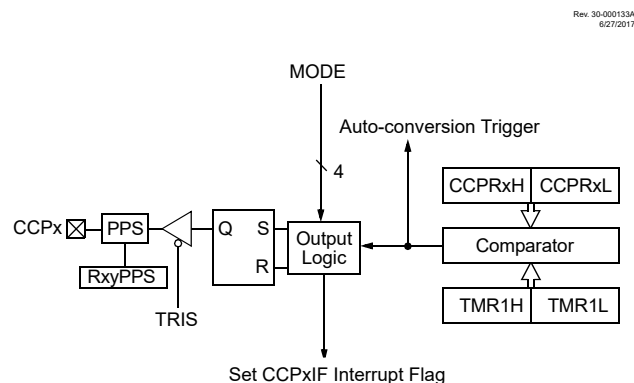 Rev. 30-000133A
6/27/2017
MODE
Auto-conversion Trigger
4
CCPRxH CCPRxL
CCPx PPS Q S Output Logic Comparator
R
RxyPPS
TMR1H TMR1L
TRIS
Set CCPxIF Interrupt Flag